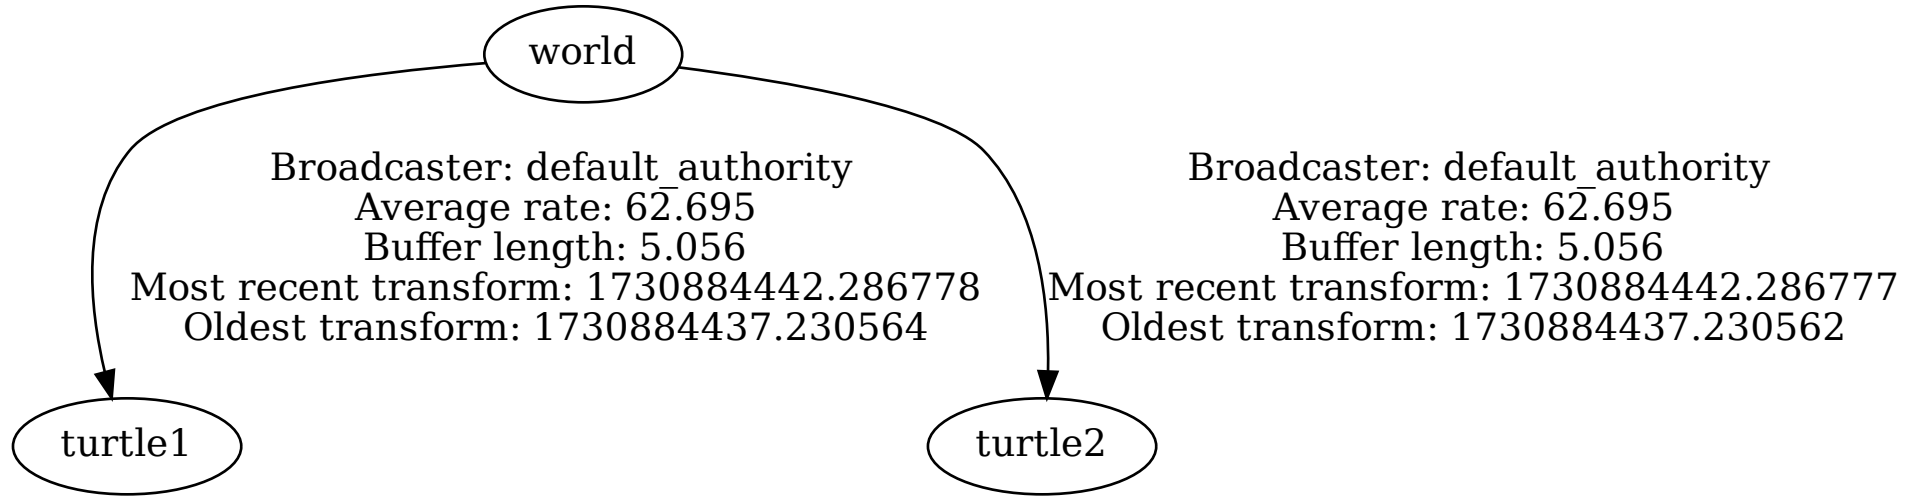 world
Broadcaster: default_authority
Average rate: 62.695
Buffer length: 5.056
Most recent transform: 1730884442.286778
Oldest transform: 1730884437.230564
Broadcaster: default_authority
Average rate: 62.695
Buffer length: 5.056
Most recent transform: 1730884442.286777
Oldest transform: 1730884437.230562
turtle1
turtle2